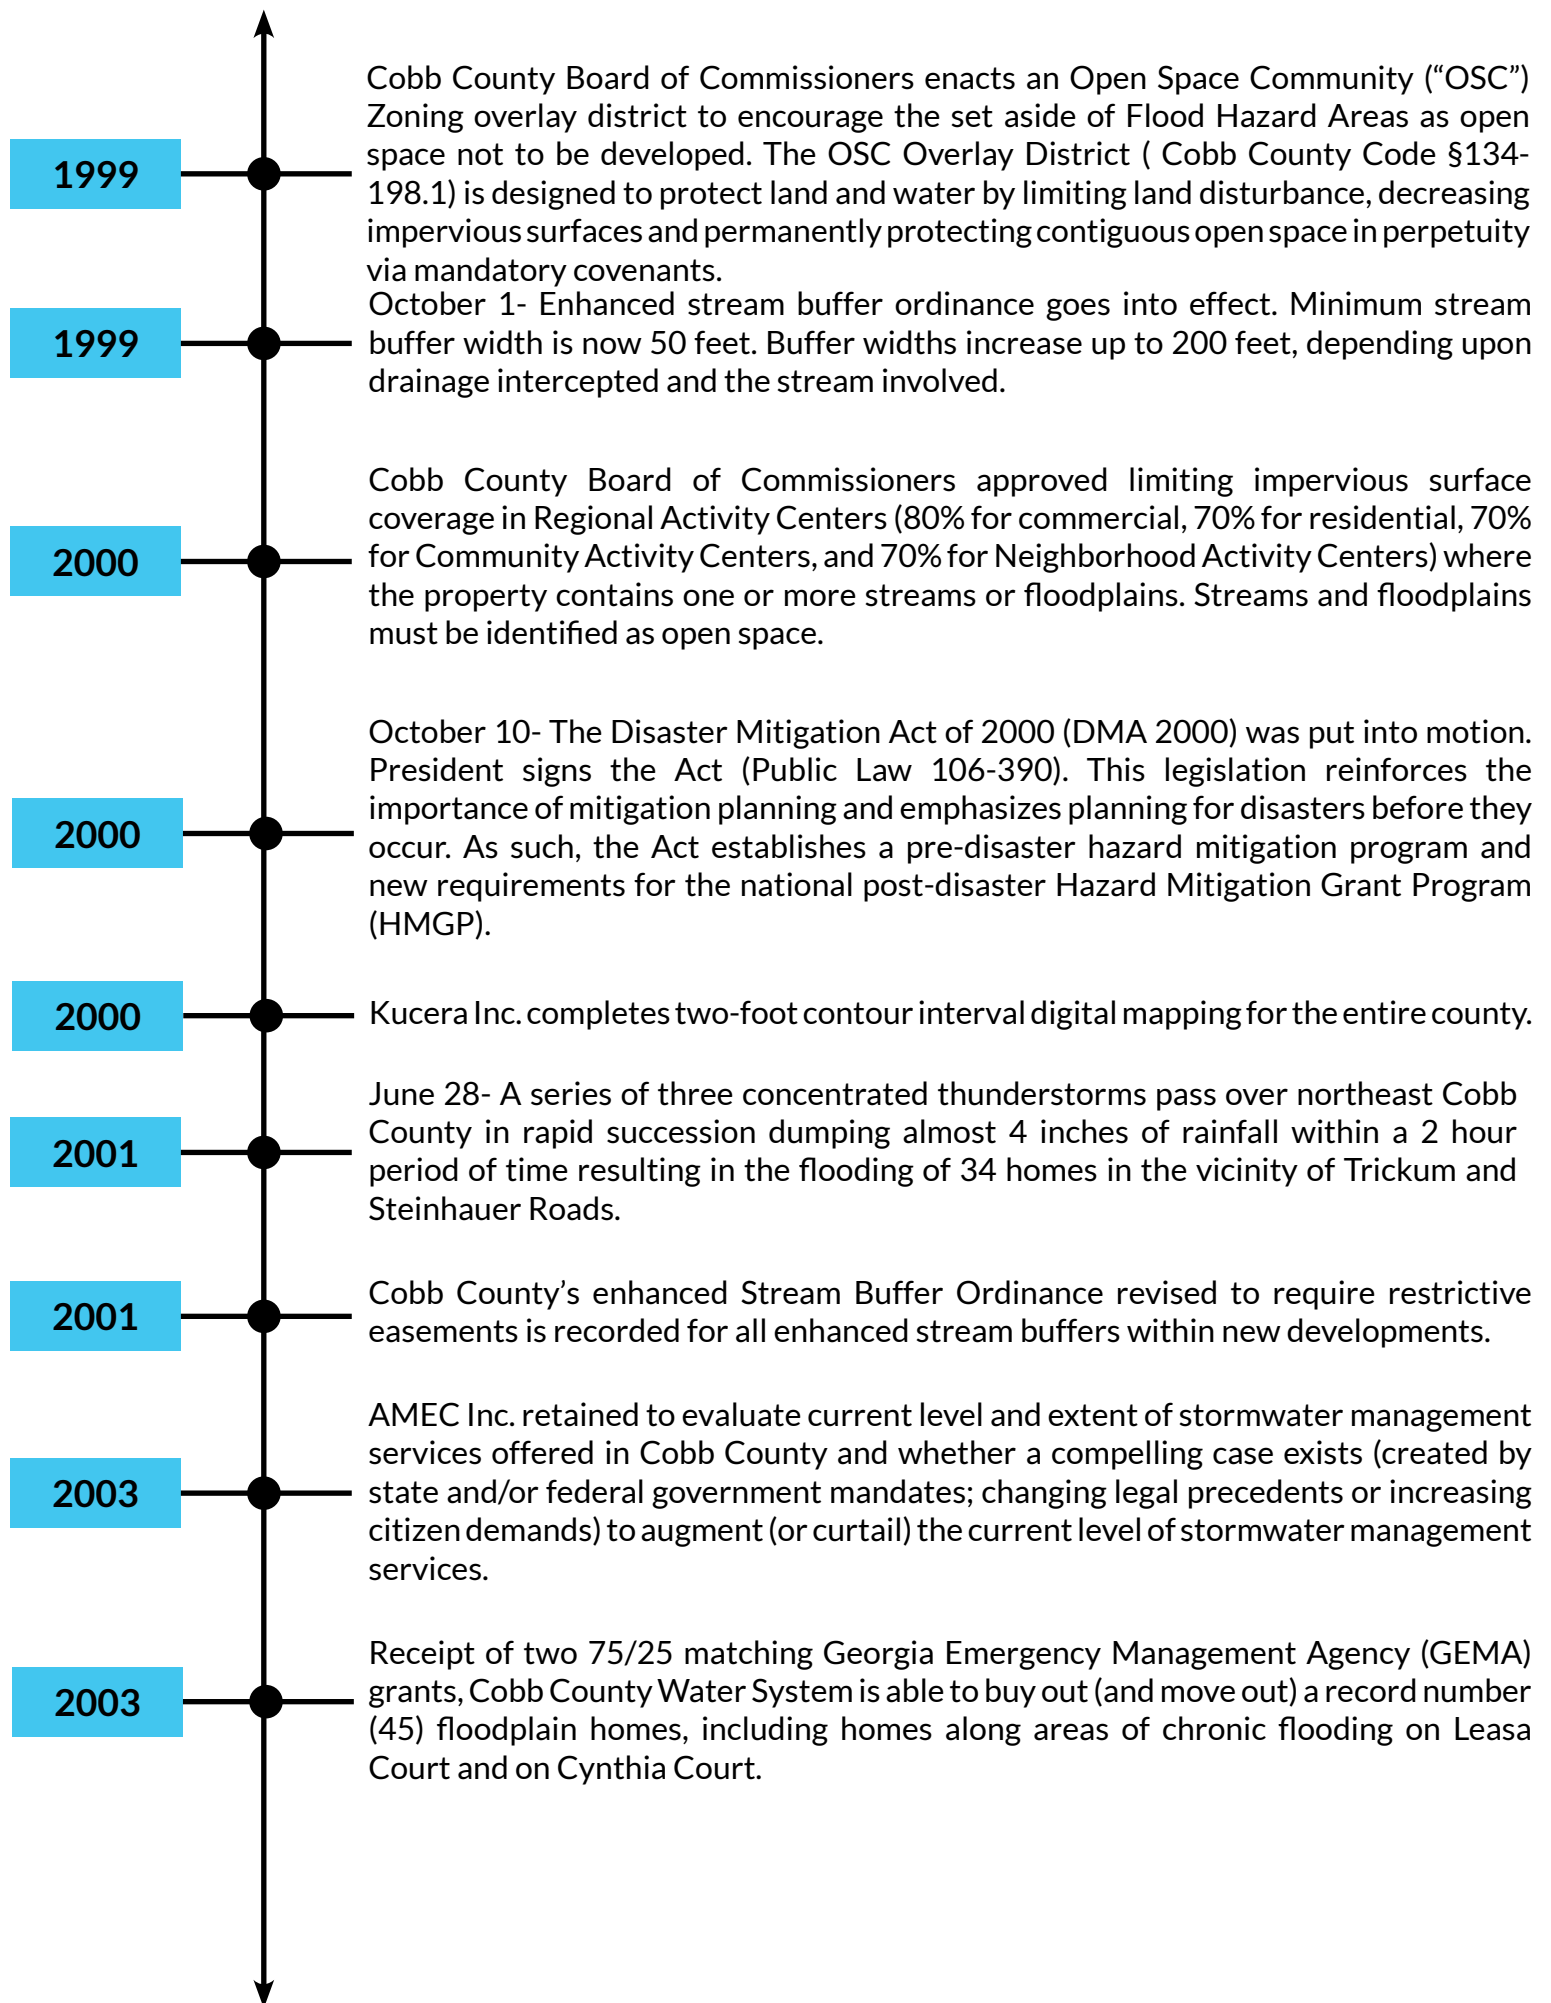 Cobb County Board of Commissioners enacts an Open Space Community (“OSC”)
Zoning overlay district to encourage the set aside of Flood Hazard Areas as open
space not to be developed. The OSC Overlay District ( Cobb County Code §134-
1999
198.1) is designed to protect land and water by limiting land disturbance, decreasing
impervious surfaces and permanently protecting contiguous open space in perpetuity
via mandatory covenants.
October 1- Enhanced stream buffer ordinance goes into effect. Minimum stream
1999
buffer width is now 50 feet. Buffer widths increase up to 200 feet, depending upon
drainage intercepted and the stream involved.
Cobb County Board of Commissioners approved limiting impervious surface
coverage in Regional Activity Centers (80% for commercial, 70% for residential, 70%
2000
for Community Activity Centers, and 70% for Neighborhood Activity Centers) where
the property contains one or more streams or floodplains. Streams and floodplains
must be identified as open space.
October 10- The Disaster Mitigation Act of 2000 (DMA 2000) was put into motion.
President signs the Act (Public Law 106-390). This legislation reinforces the
importance of mitigation planning and emphasizes planning for disasters before they
2000
occur. As such, the Act establishes a pre-disaster hazard mitigation program and
new requirements for the national post-disaster Hazard Mitigation Grant Program
(HMGP).
2000
Kucera Inc. completes two-foot contour interval digital mapping for the entire county.
June 28- A series of three concentrated thunderstorms pass over northeast Cobb
County in rapid succession dumping almost 4 inches of rainfall within a 2 hour
2001
period of time resulting in the flooding of 34 homes in the vicinity of Trickum and
Steinhauer Roads.
2001
Cobb County’s enhanced Stream Buffer Ordinance revised to require restrictive
easements is recorded for all enhanced stream buffers within new developments.
AMEC Inc. retained to evaluate current level and extent of stormwater management
services offered in Cobb County and whether a compelling case exists (created by
2003
state and/or federal government mandates; changing legal precedents or increasing
citizen demands) to augment (or curtail) the current level of stormwater management
services.
Receipt of two 75/25 matching Georgia Emergency Management Agency (GEMA)
2003
grants, Cobb County Water System is able to buy out (and move out) a record number
(45) floodplain homes, including homes along areas of chronic flooding on Leasa
Court and on Cynthia Court.